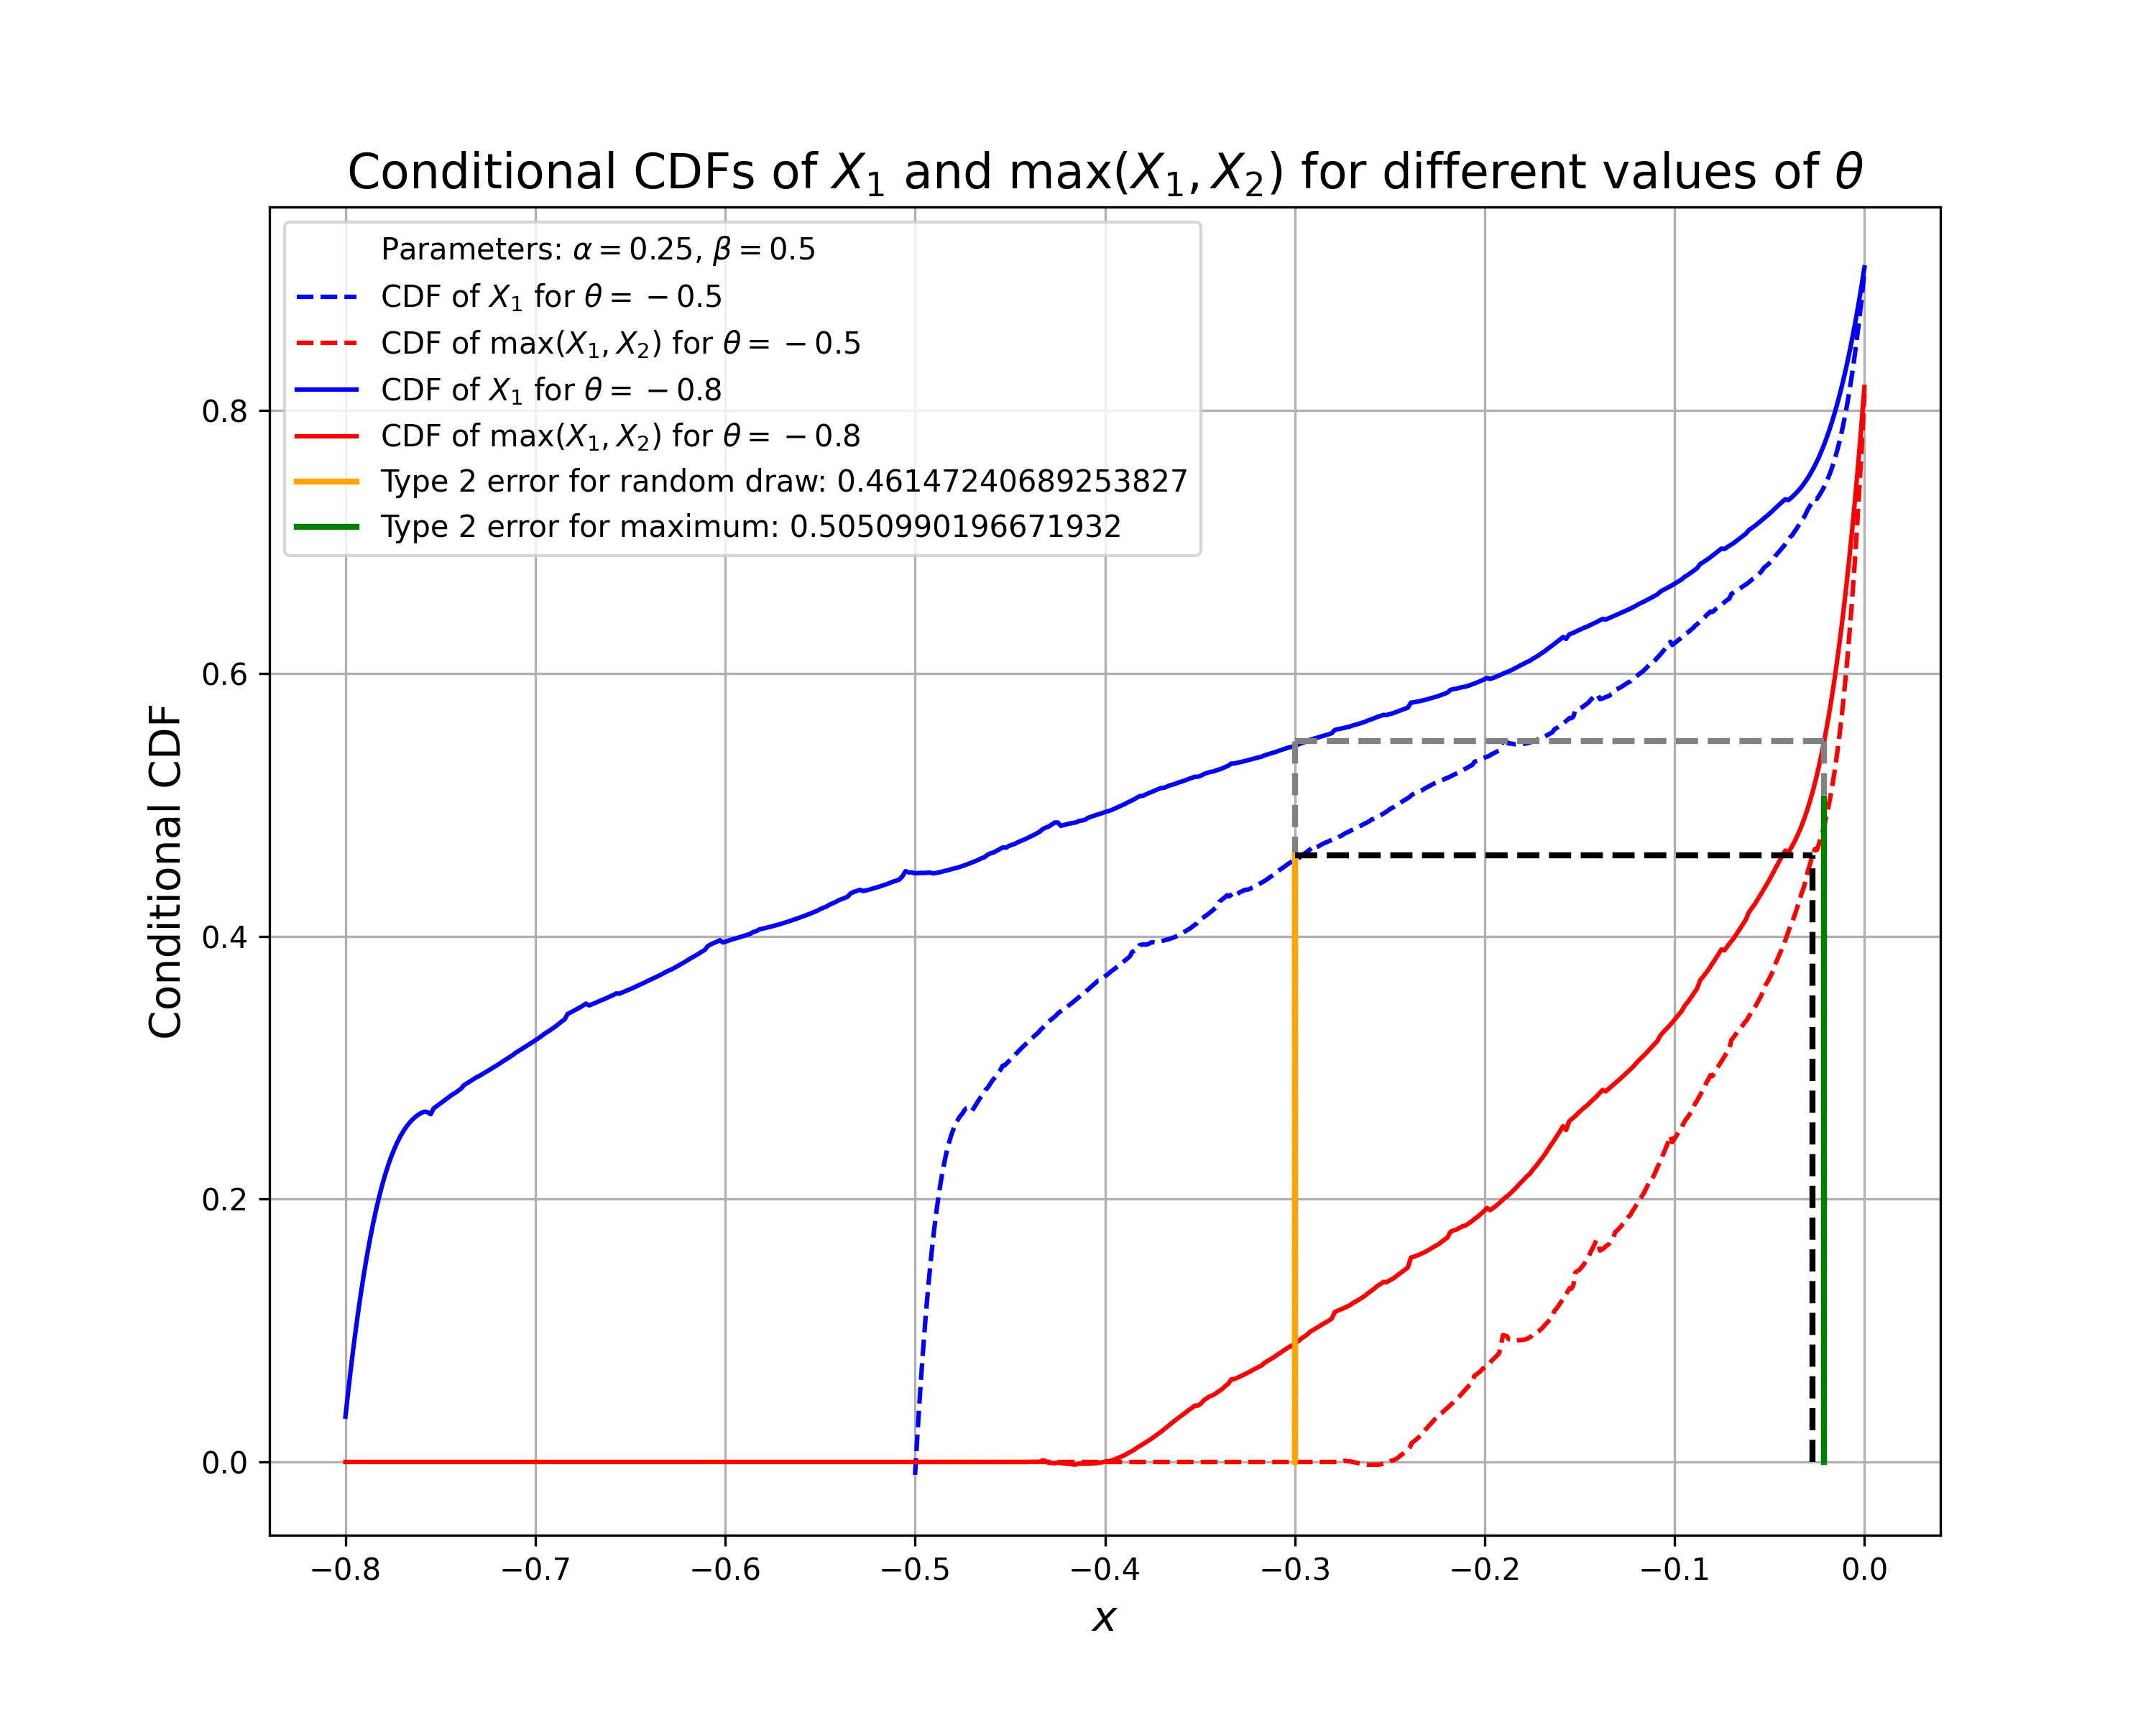 Conditional CDFs of X₁ and max(X₁, X₂) for different values of θ
Parameters: α = 0.25, β = 0.5
CDF of X₁ for θ = −0.5
CDF of max(X₁, X₂) for θ = −0.5
CDF of X₁ for θ = −0.8
CDF of max(X₁, X₂) for θ = −0.8
Type 2 error for random draw: 0.46147240689253827
Type 2 error for maximum: 0.5050990196671932
Conditional CDF
0.8
0.6
0.4
0.2
0.0
−0.8 −0.7 −0.6 −0.5 −0.4 −0.3 −0.2 −0.1 0.0
x